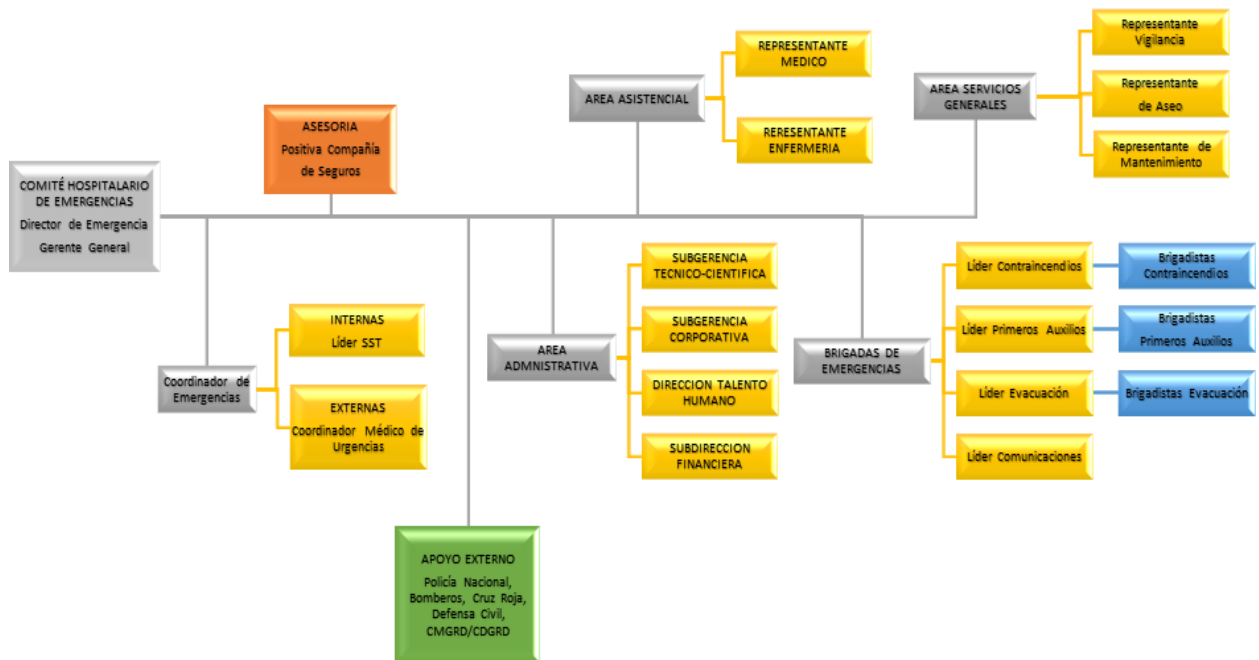 REPRESENTANTE
MEDICO
AREA ASISTENCIAL
RERESENTANTE
ENFERMERIA
Representante
Vigilancia
AREA SERVICIOS
GENERALES
Representante
de Aseo
Representante de
Mantenimiento
ASESORIA
Positiva Compañía
de Seguros
COMITÉ HOSPITALARIO
DE EMERGENCIAS
Director de Emergencia
Gerente General
INTERNAS
Líder SST
Coordinador de
Emergencias
EXTERNAS
Coordinador Médico de
Urgencias
SUBGERENCIA
TECNICO-CIENTIFICA
SUBGERENCIA
CORPORATIVA
AREA
ADMNISTRATIVA
DIRECCION TALENTO
HUMANO
SUBDIRECCION
FINANCIERA
Líder Contraincendios
Brigadistas
Contraincendios
Líder Primeros Auxilios
Brigadistas
Primeros Auxilios
BRIGADAS DE
EMERGENCIAS
Líder Evacuación
Brigadistas Evacuación
Líder Comunicaciones
APOYO EXTERNO
Policía Nacional,
Bomberos, Cruz Roja,
Defensa Civil,
CMGRD/CDGRD